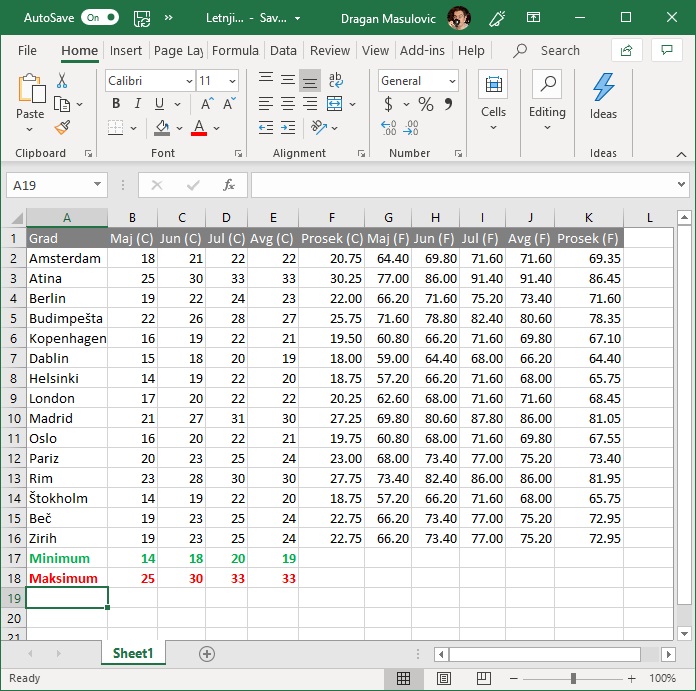 AutoSave On Letnji... - Sav... Dragan Masulovic
File Home Insert Page Lay Formula Data Review View Add-ins Help Search
Calibri 11 General
Paste B I U A A ab $ % Cells Editing Ideas
Clipboard Font Alignment Number Ideas
A19 fx
A B C D E F G H I J K L
1 Grad Maj (C) Jun (C) Jul (C) Avg (C) Prosek (C) Maj (F) Jun (F) Jul (F) Avg (F) Prosek (F)
2 Amsterdam 18 21 22 22 20.75 64.40 69.80 71.60 71.60 69.35
3 Atina 25 30 33 33 30.25 77.00 86.00 91.40 91.40 86.45
4 Berlin 19 22 24 23 22.00 66.20 71.60 75.20 73.40 71.60
5 Budimpešta 22 26 28 27 25.75 71.60 78.80 82.40 80.60 78.35
6 Kopenhagen 16 19 22 21 19.50 60.80 66.20 71.60 69.80 67.10
7 Dablin 15 18 20 19 18.00 59.00 64.40 68.00 66.20 64.40
8 Helsinki 14 19 22 20 18.75 57.20 66.20 71.60 68.00 65.75
9 London 17 20 22 22 20.25 62.60 68.00 71.60 71.60 68.45
10 Madrid 21 27 31 30 27.25 69.80 80.60 87.80 86.00 81.05
11 Oslo 16 20 22 21 19.75 60.80 68.00 71.60 69.80 67.55
12 Pariz 20 23 25 24 23.00 68.00 73.40 77.00 75.20 73.40
13 Rim 23 28 30 30 27.75 73.40 82.40 86.00 86.00 81.95
14 Štokholm 14 19 22 20 18.75 57.20 66.20 71.60 68.00 65.75
15 Beč 19 23 25 24 22.75 66.20 73.40 77.00 75.20 72.95
16 Zirih 19 23 25 24 22.75 66.20 73.40 77.00 75.20 72.95
17 Minimum 14 18 20 19
18 Maksimum 25 30 33 33
19
20
21
Sheet1
Ready 100%